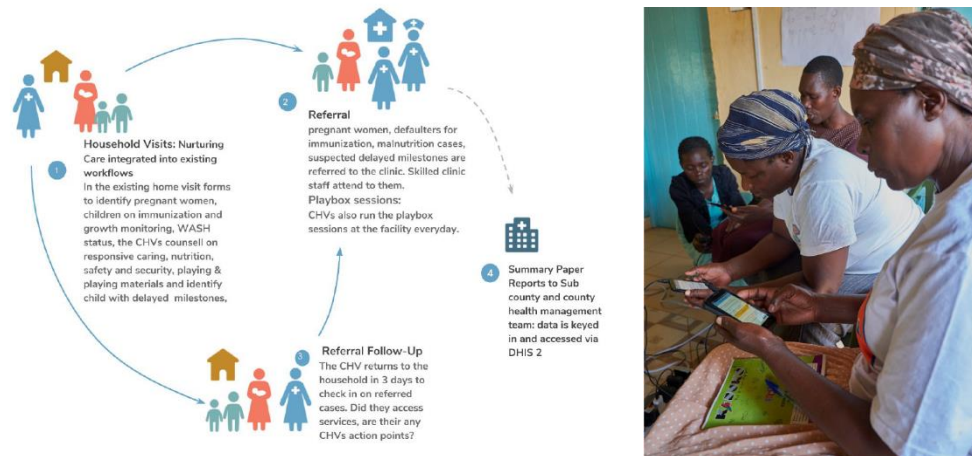 1
Household Visits: Nurturing
Care integrated into existing
workflows
In the existing home visit forms
to identify pregnant women,
children on immunization and
growth monitoring, WASH
status, the CHVs counsell on
responsive caring, nutrition,
safety and security, playing &
playing materials and identify
child with delayed milestones,
2
Referral
pregnant women, defaulters for
immunization, malnutrition cases,
suspected delayed milestones are
referred to the clinic. Skilled clinic
staff attend to them.
Playbox sessions:
CHVs also run the playbox
sessions at the facility everyday.
3
Referral Follow-Up
The CHV returns to the
household in 3 days to
check in on referred
cases. Did they access
services, are their any
CHVs action points?
4
Summary Paper
Reports to Sub
county and county
health management
team: data is keyed
in and accessed via
DHIS 2